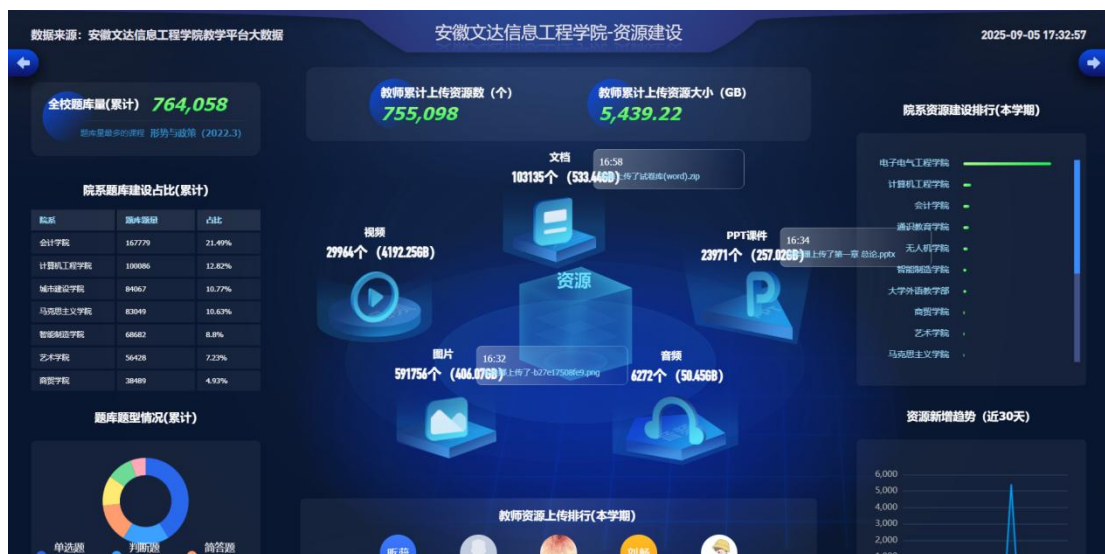 数据来源：安徽文达信息工程学院教学平台大数据
安徽文达信息工程学院-资源建设
2025-09-05 17:32:57
全校题库量(累计) 764,058
题库量最多的课程 形势与政策（2022.3）
教师累计上传资源数（个）
755,098
教师累计上传资源大小（GB）
5,439.22
院系题库建设占比(累计)
院系 题库题量 占比
会计学院 167779 21.49%
计算机工程学院 100086 12.82%
城市建设学院 84067 10.77%
马克思主义学院 83049 10.63%
智能制造学院 68682 8.8%
艺术学院 56428 7.23%
商贸学院 38489 4.93%
题库题型情况(累计)
单选题
判断题
简答题
文档
103135个（533.44GB）
16:58
上传了试卷库(word).zip
视频
29964个（4192.25GB）
PPT课件
23971个（257.02GB）
16:34
上传了第一章 总论.pptx
资源
图片
591756个（406.07GB）
16:32
上传了-b27e17508fe9.png
音频
6272个（50.45GB）
教师资源上传排行(本学期)
院系资源建设排行(本学期)
电子电气工程学院
计算机工程学院
会计学院
通识教育学院
无人机学院
智能制造学院
大学外语教学部
商贸学院
艺术学院
马克思主义学院
资源新增趋势（近30天）
6,000
5,000
4,000
3,000
2,000